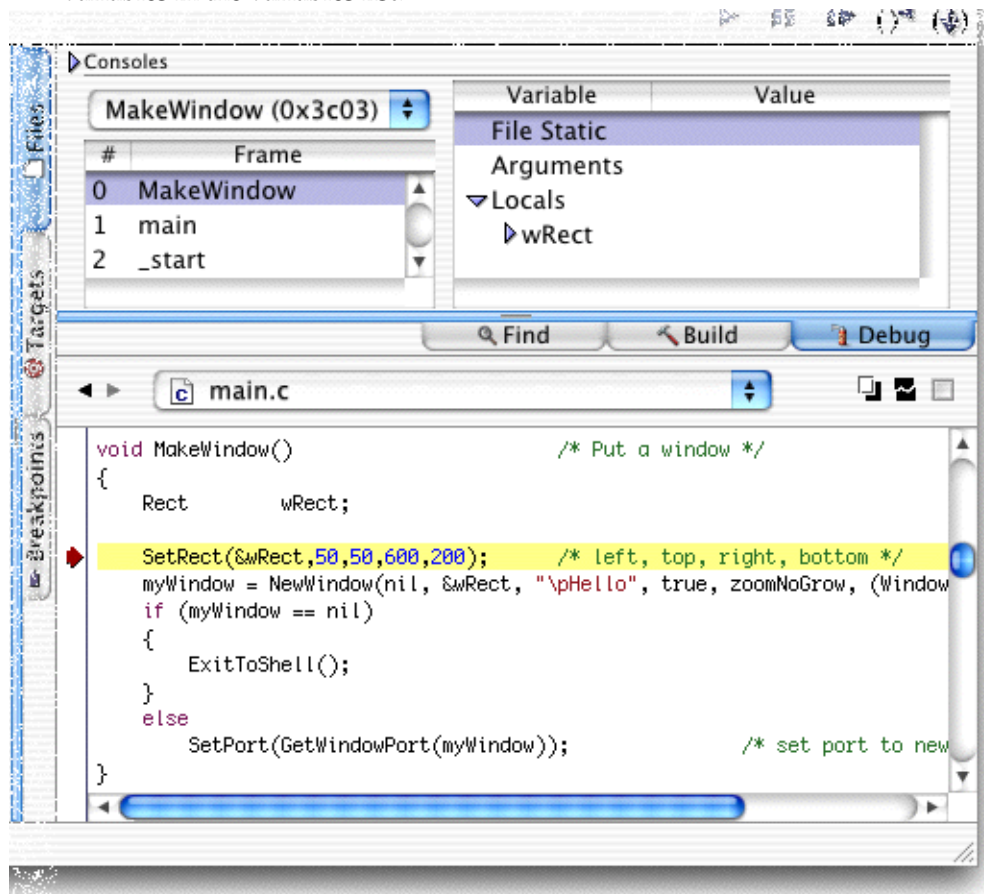 Consoles
MakeWindow (0x3c03)
# Frame
0 MakeWindow
1 main
2 _start
Variable Value
File Static
Arguments
Locals
wRect
Files
Targets
Breakpoints
Find Build Debug
main.c
void MakeWindow() /* Put a window */
{
Rect wRect;
SetRect(&wRect,50,50,600,200); /* left, top, right, bottom */
myWindow = NewWindow(nil, &wRect, "\pHello", true, zoomNoGrow, (Window
if (myWindow == nil)
{
ExitToShell();
}
else
SetPort(GetWindowPort(myWindow)); /* set port to new
}